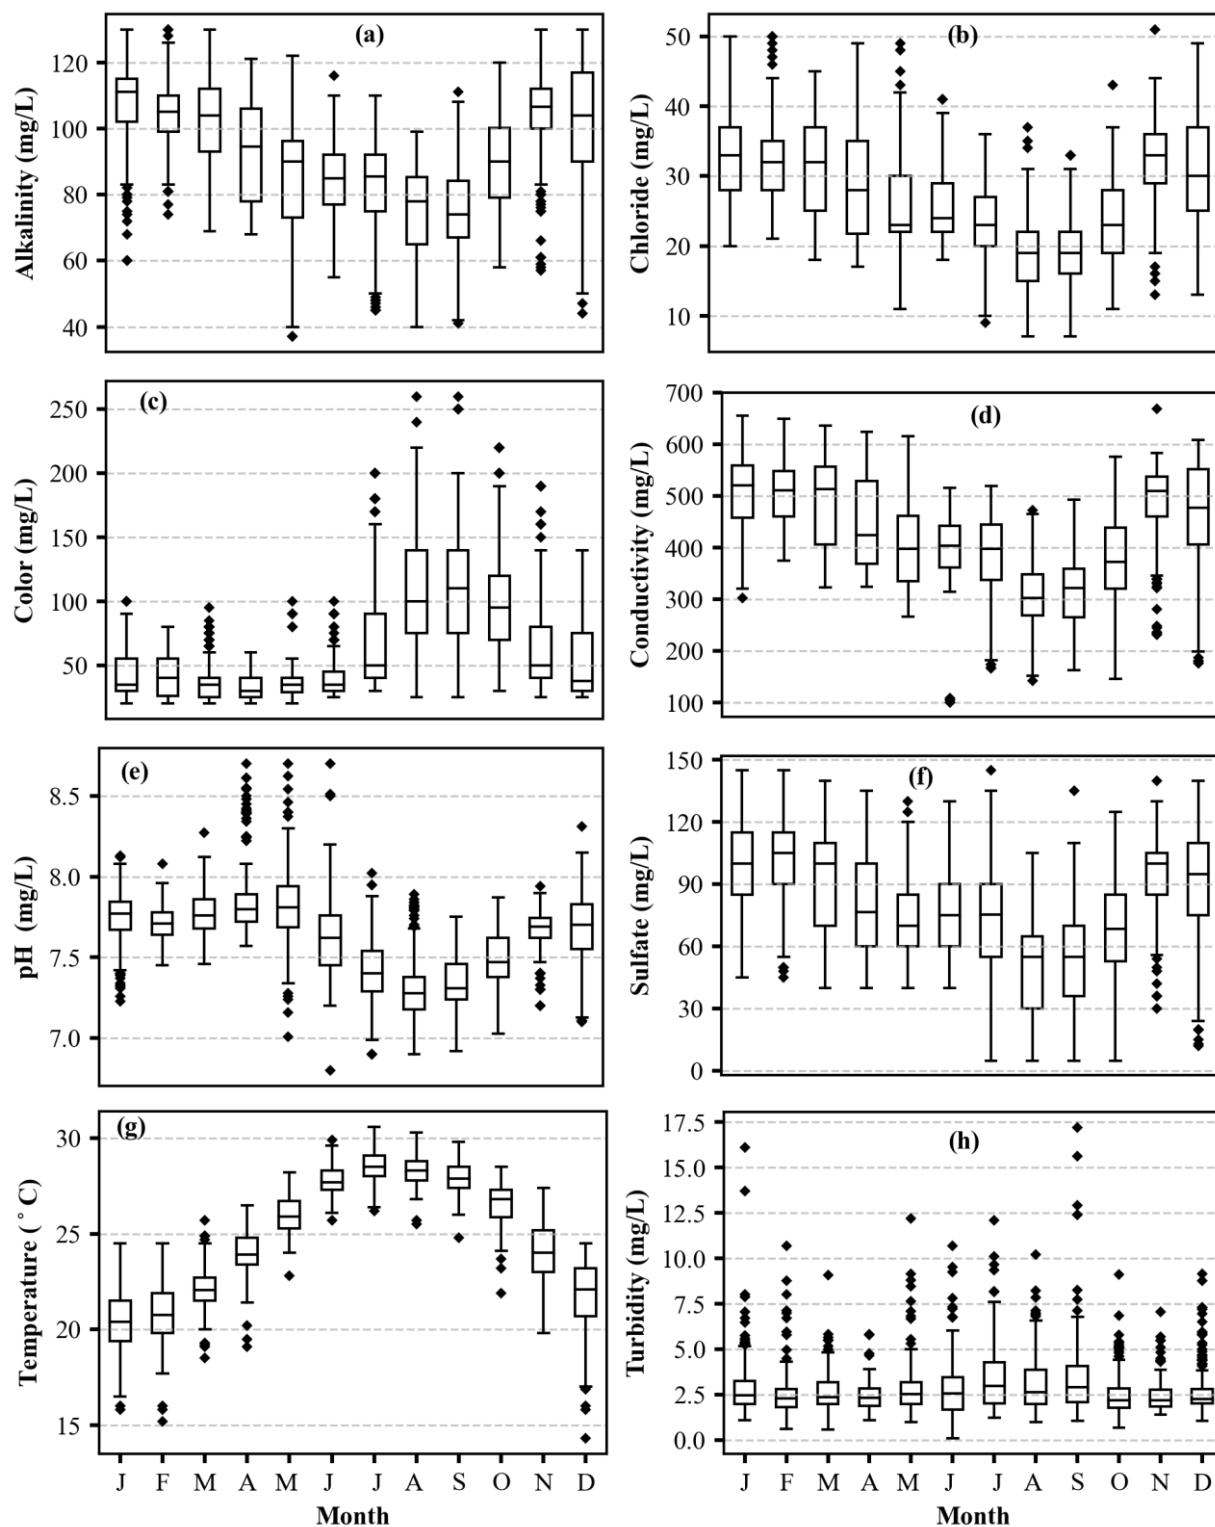 (a)
Alkalinity (mg/L)
120
100
80
60
40
(b)
Chloride (mg/L)
50
40
30
20
10
(c)
Color (mg/L)
250
200
150
100
50
(d)
Conductivity (mg/L)
700
600
500
400
300
200
100
(e)
pH (mg/L)
8.5
8.0
7.5
7.0
(f)
Sulfate (mg/L)
150
120
90
60
30
0
(g)
Temperature ( ° C)
30
25
20
15
J F M A M J J A S O N D
Month
(h)
Turbidity (mg/L)
17.5
15.0
12.5
10.0
7.5
5.0
2.5
0.0
J F M A M J J A S O N D
Month